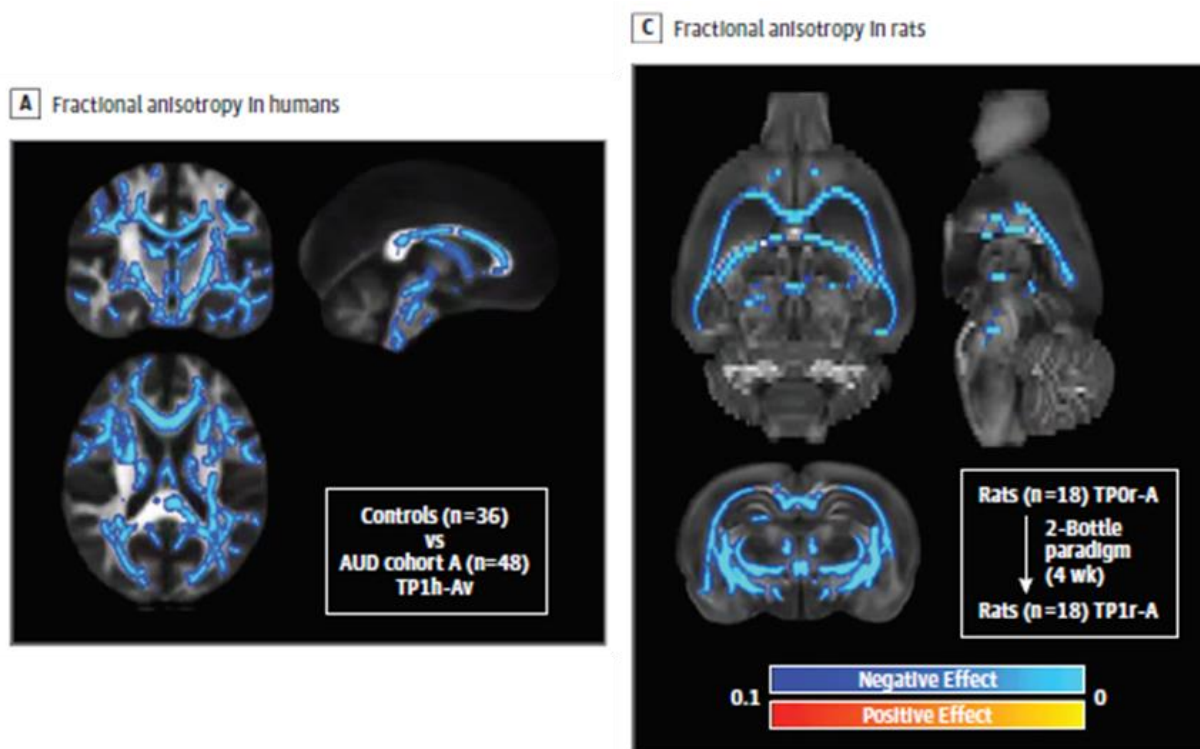 A Fractional anisotropy in humans
Controls (n=36)
vs
AUD cohort A (n=48)
TP1h-Av
C Fractional anisotropy in rats
Rats (n=18) TP0r-A
2-Bottle
paradigm
(4 wk)
Rats (n=18) TP1r-A
0.1 Negative Effect 0
Positive Effect